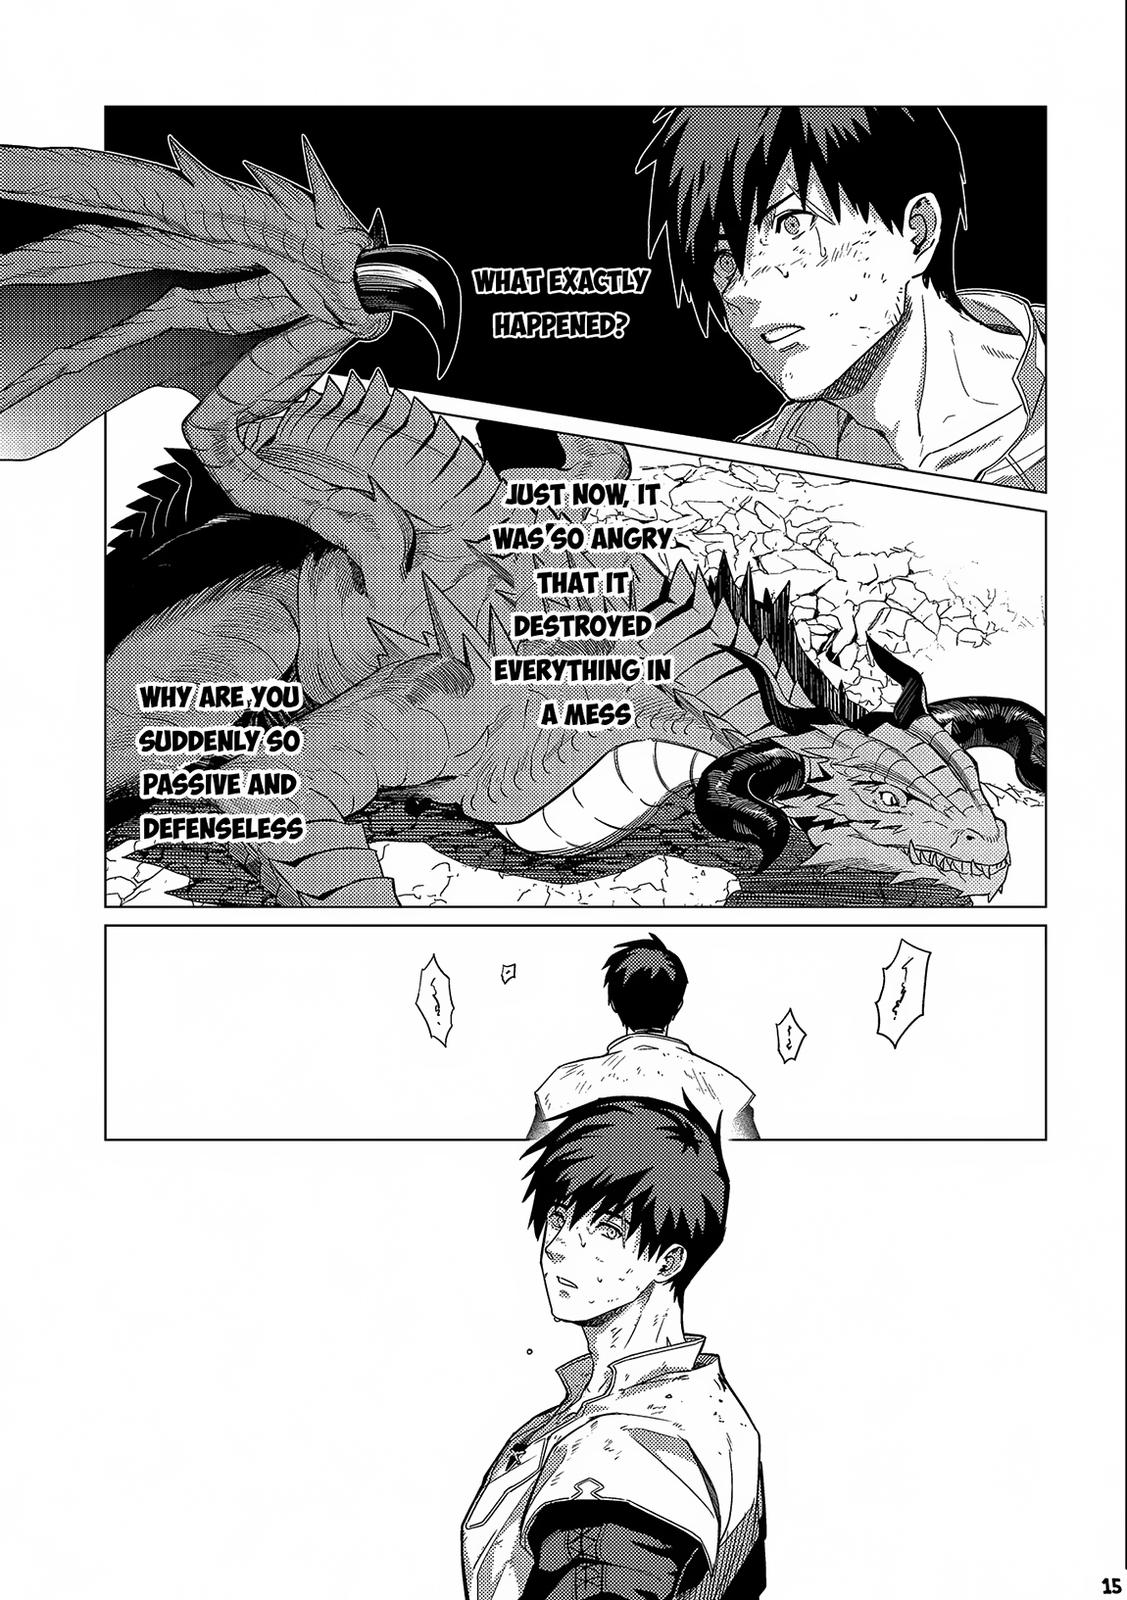 WHAT EXACTLY
HAPPENED?
JUST NOW, IT
WAS SO ANGRY
THAT IT
DESTROYED
EVERYTHING IN
A MESS
WHY ARE YOU
SUDDENLY SO
PASSIVE AND
DEFENSELESS
15